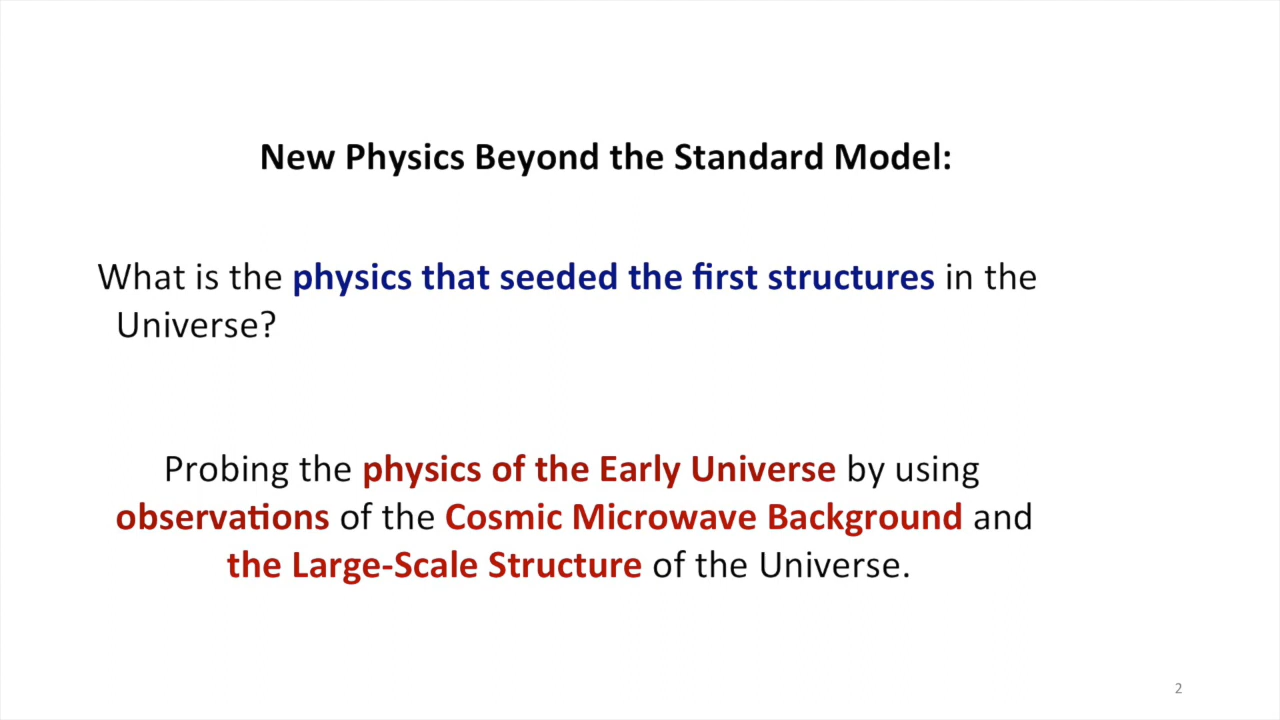 New Physics Beyond the Standard Model:
What is the physics that seeded the first structures in the
Universe?
Probing the physics of the Early Universe by using
observations of the Cosmic Microwave Background and
the Large-Scale Structure of the Universe.
2